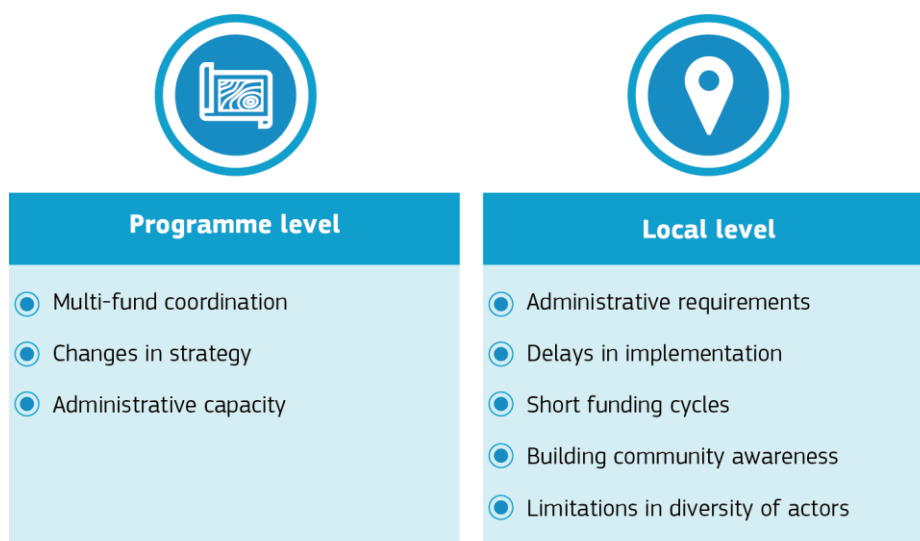 Programme level
Multi-fund coordination
Changes in strategy
Administrative capacity
Local level
Administrative requirements
Delays in implementation
Short funding cycles
Building community awareness
Limitations in diversity of actors